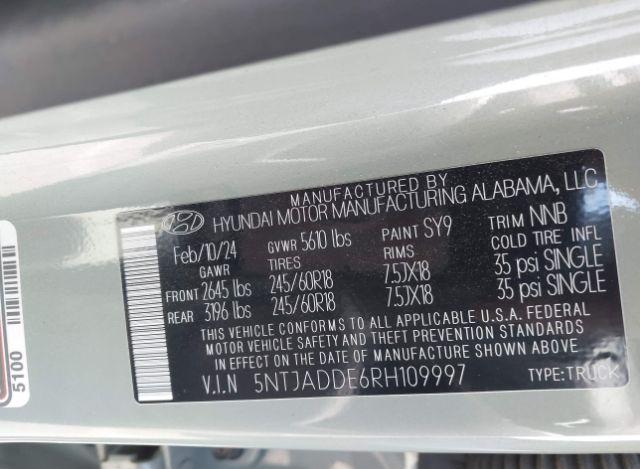 MANUFACTURED BY
HYUNDAI MOTOR MANUFACTURING ALABAMA, LLC
Feb/10/24 GVWR 5610 lbs PAINT SY9 TRIM NNB
GAWR TIRES RIMS COLD TIRE INFL
FRONT 2645 lbs 245/60R18 7.5JX18 35 psi SINGLE
REAR 3196 lbs 245/60R18 7.5JX18 35 psi SINGLE
THIS VEHICLE CONFORMS TO ALL APPLICABLE U.S.A. FEDERAL
MOTOR VEHICLE SAFETY AND THEFT PREVENTION STANDARDS
IN EFFECT ON THE DATE OF MANUFACTURE SHOWN ABOVE
V.I.N 5NTJADDE6RH109997 TYPE:TRUCK
5100